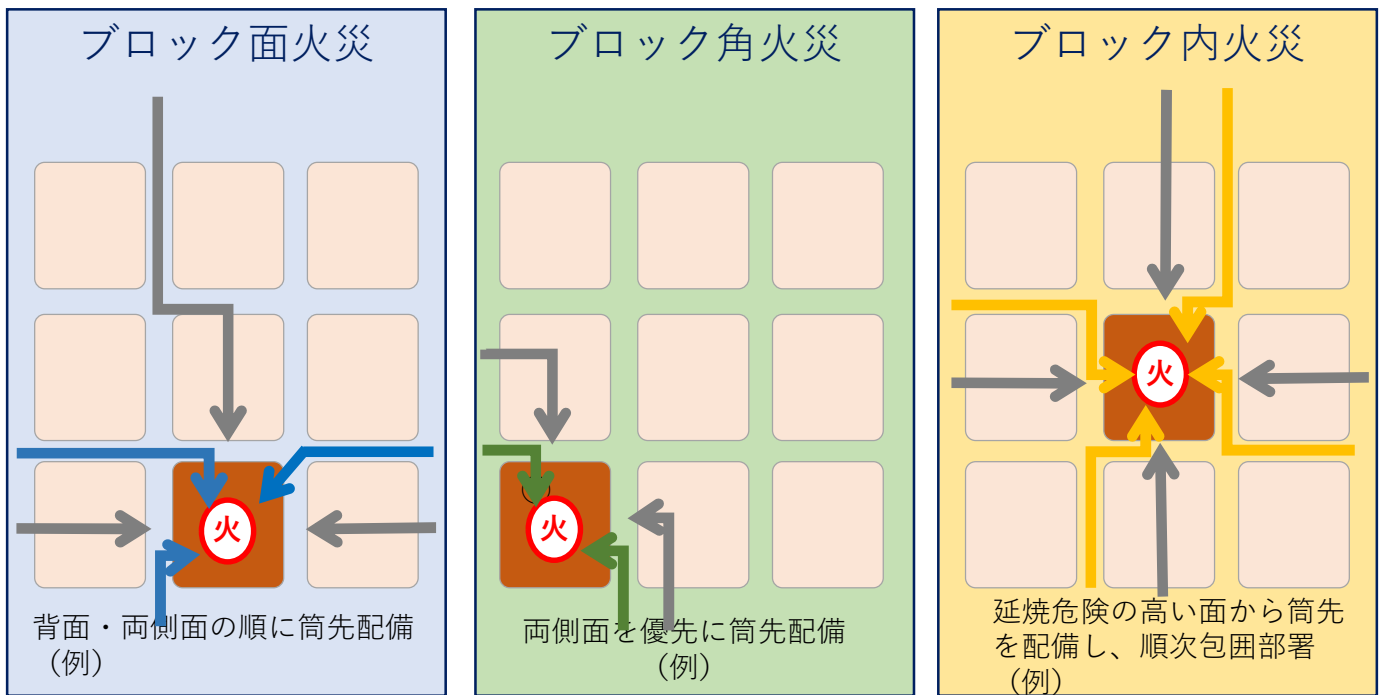 ブロック面火災
火
背面・両側面の順に筒先配備
（例）
ブロック角火災
火
両側面を優先に筒先配備
（例）
ブロック内火災
火
延焼危険の高い面から筒先
を配備し、順次包囲部署
（例）